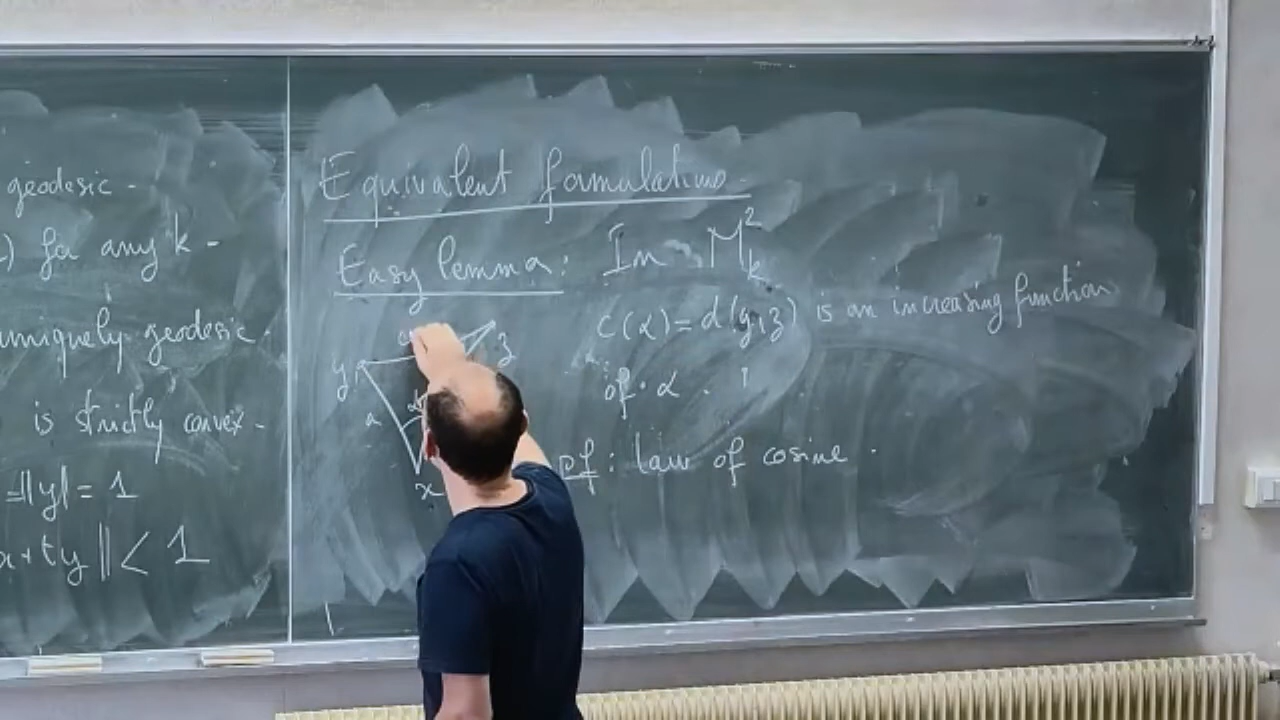 geodesic -
) for any k -
uniquely geodesic .
is strictly convex -
=||y||= 1
+ ty || < 1
Equivalent formulations -
Easy lemma: In M²ₖ
C(α)=d(y,z) is an increasing function
of α .
y
z
a
α
x
pf : law of cosine .